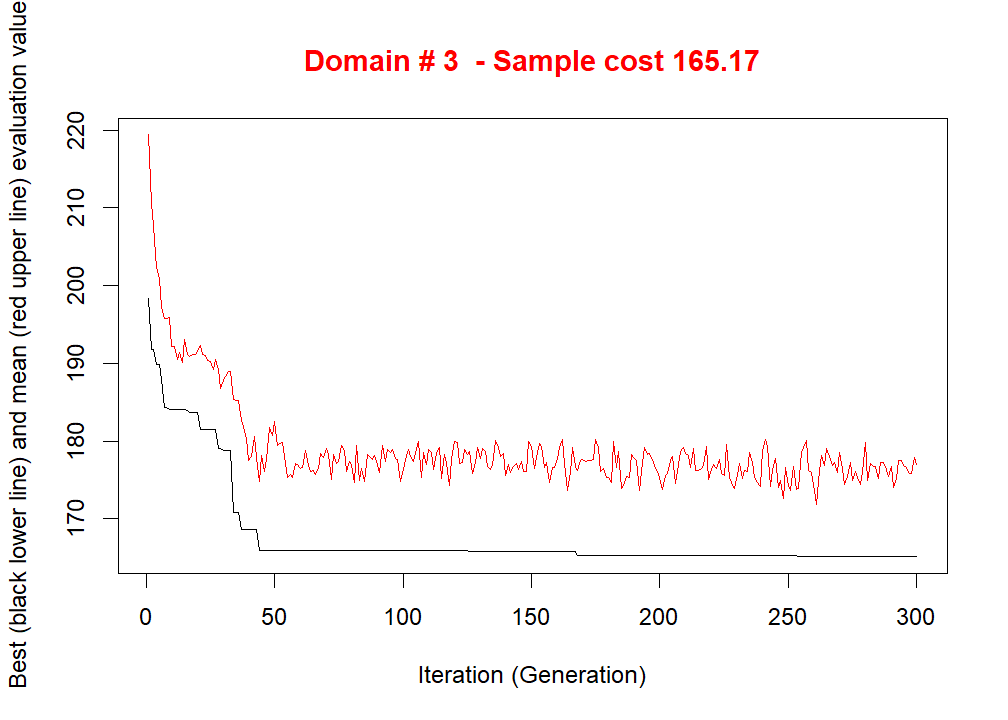 Domain # 3  - Sample cost 165.17
Best (black lower line) and mean (red upper line) evaluation value
220
210
200
190
180
170
0 50 100 150 200 250 300
Iteration (Generation)